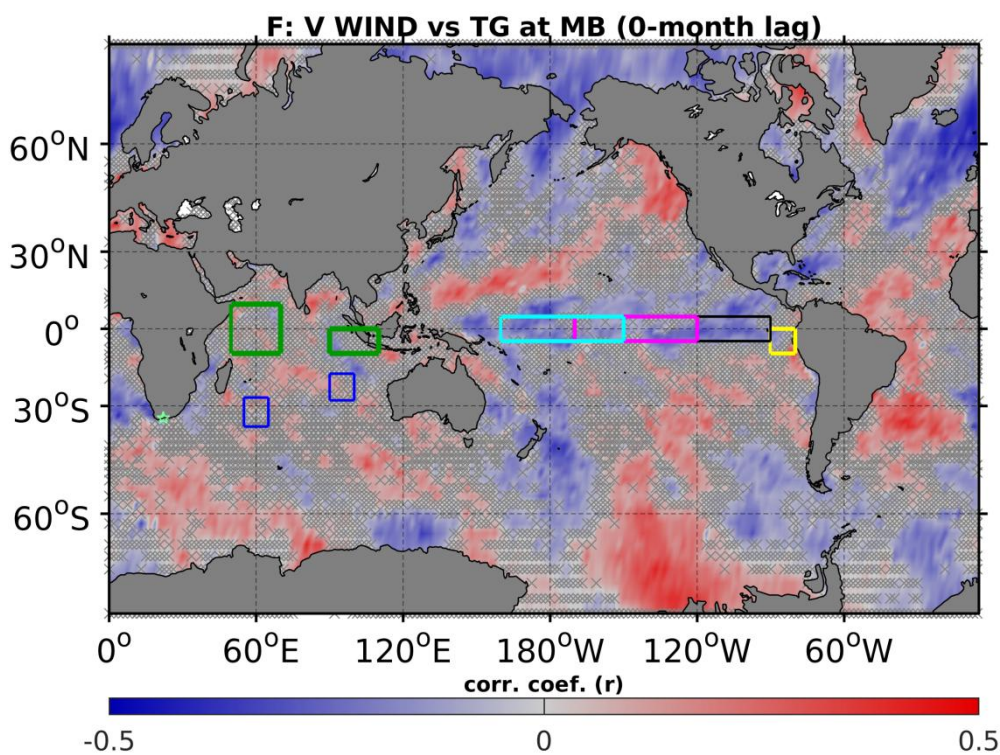 F: V WIND vs TG at MB (0-month lag)
60°N
30°N
0°
30°S
60°S
0° 60°E 120°E 180°W 120°W 60°W
corr. coef. (r)
-0.5 0 0.5